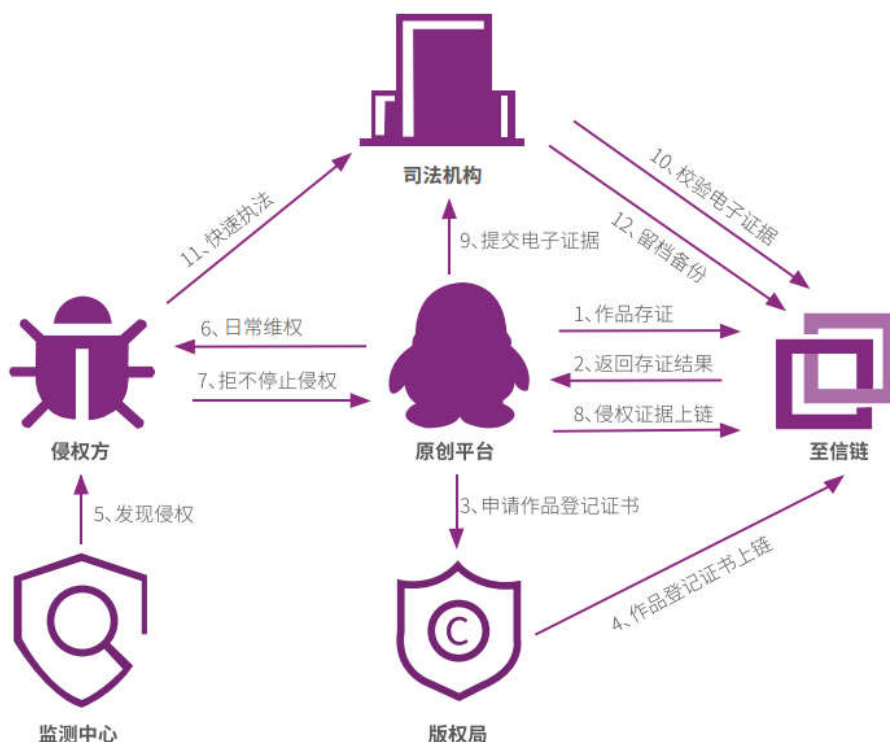 司法机构
10、校验电子证据
12、留档备份
11、快速执法
9、提交电子证据
1、作品存证
6、日常维权
2、返回存证结果
7、拒不停止侵权
8、侵权证据上链
侵权方
原创平台
至信链
3、申请作品登记证书
5、发现侵权
4、作品登记证书上链
C
监测中心
版权局